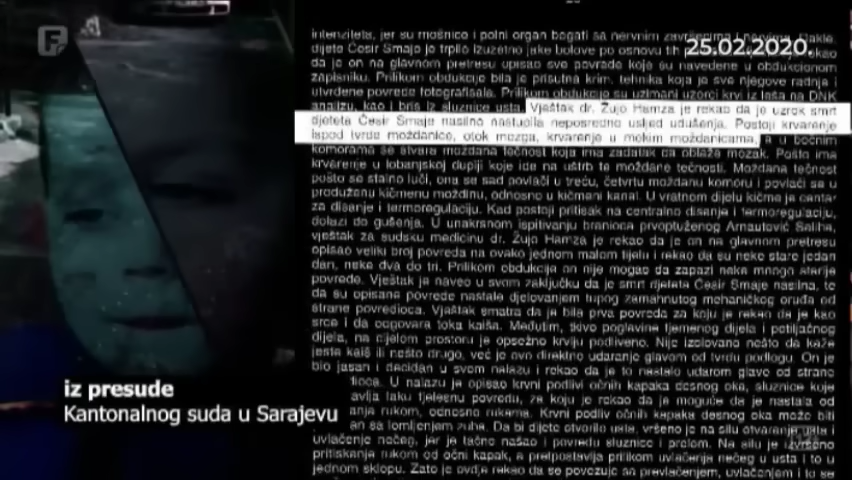 intenziteta, jer su mošnice i polni organ bogati sa nervnim završecima i nervima. Dakle
dijete Ćesir Smajo je trpilo izuzetno jake bolove po osnovu tih
25.02.2020.
da je on na glavnom pretresu opisao sve povrede koje su navedene u obdukcionom
zapisniku. Prilikom obdukcije bila je prisutna krim. tehnika koja je sve njegove radnje i
utvrđene povrede fotografisala. Prilikom obdukcije su uzimani uzorci krvi iz leša na DNK
analizu, kao i bris iz sluznice usta. Vještak dr. Žujo Hamza je rekao da je uzrok smrti
djeteta Ćesir Smaje nasilno nastupila neposredno usljed udušenja. Postoji krvarenje
ispod tvrde moždanice, otok mozga, krvarenje u mekim moždanicama, a u bočnim
komorama se stvara moždana tečnost koja ima zadatak da oblaže mozak. Pošto ima
krvarenje u lobanjskoj duplji koje ide na uštrb te moždane tečnosti. Moždana tečnost
pošto se stalno luči, ona se sad povlači u treću, četvrtu moždanu komoru i povlači se u
produženu kičmenu moždinu, odnosno u kičmeni kanal. U vratnom dijelu kičme je centar
za disanje i termoregulaciju. Kad postoji pritisak na centralno disanje i termoregulaciju,
dolazi do gušenja. U unakrsnom ispitivanju branioca prvoptuženog Arnautović Saliha,
vještak za sudsku medicinu dr. Žujo Hamza je rekao da je on na glavnom pretresu
opisao veliki broj povreda na ovako jednom malom tijelu i rekao da su neke stare jedan
dan, neke dva do tri. Prilikom obdukcije on nije mogao da zapazi neke mnogo starije
povrede. Vještak je naveo u svom zaključku da je smrt djeteta Ćesir Smaje nasilna, te
da su opisane povrede nastale djelovanjem tupog zamahnutog mehaničkog oruđa od
strane povredioca. Vještak smatra da je bila prva povreda za koju je rekao da je kao
srce i da odgovara toka kaiša. Međutim, tkivo poglavine tjemenog dijela i potiljačnog
dijela, na cijelom prostoru je opsežno krvlju podliveno. Nije izolovano nešto da kaže
jeste kaiš ili nešto drugo, već je ovo direktno udaranje glavom od tvrdu podlogu. On je
bio jasan i decidan u svom nalazu i rekao da je to nastalo udarom glave od strane
U nalazu je opisao krvni podliv očnih kapaka desnog oka, sluznice koje
laku tjelesnu povredu, za koju je rekao da je moguće da je nastala od
rukom, odnosno rukama. Krvni podliv očnih kapaka desnog oka može biti
sa lomljenjem zuba. Da bi dijete otvorilo usta, vršeno je na silu otvaranje usta i
uvlačenje nečeg, jer je tačno našao i povredu sluznice i prelom. Na silu je izvršeno
pritiskanje rukom od očni kapak, a pretpostavlja prilikom uvlačenja nečeg u usta i to u
jednom sklopu. Zato je ovdje rekao da se povezuje sa prevlačenjem, uvlačenjem i to se
iz presude
Kantonalnog suda u Sarajevu